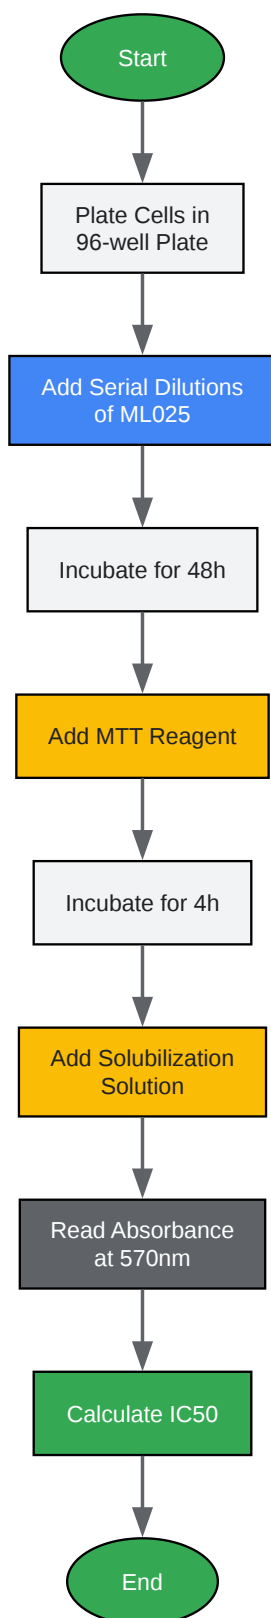 Start
Plate Cells in
96-well Plate
Add Serial Dilutions
of ML025
Incubate for 48h
Add MTT Reagent
Incubate for 4h
Add Solubilization
Solution
Read Absorbance
at 570nm
Calculate IC50
End